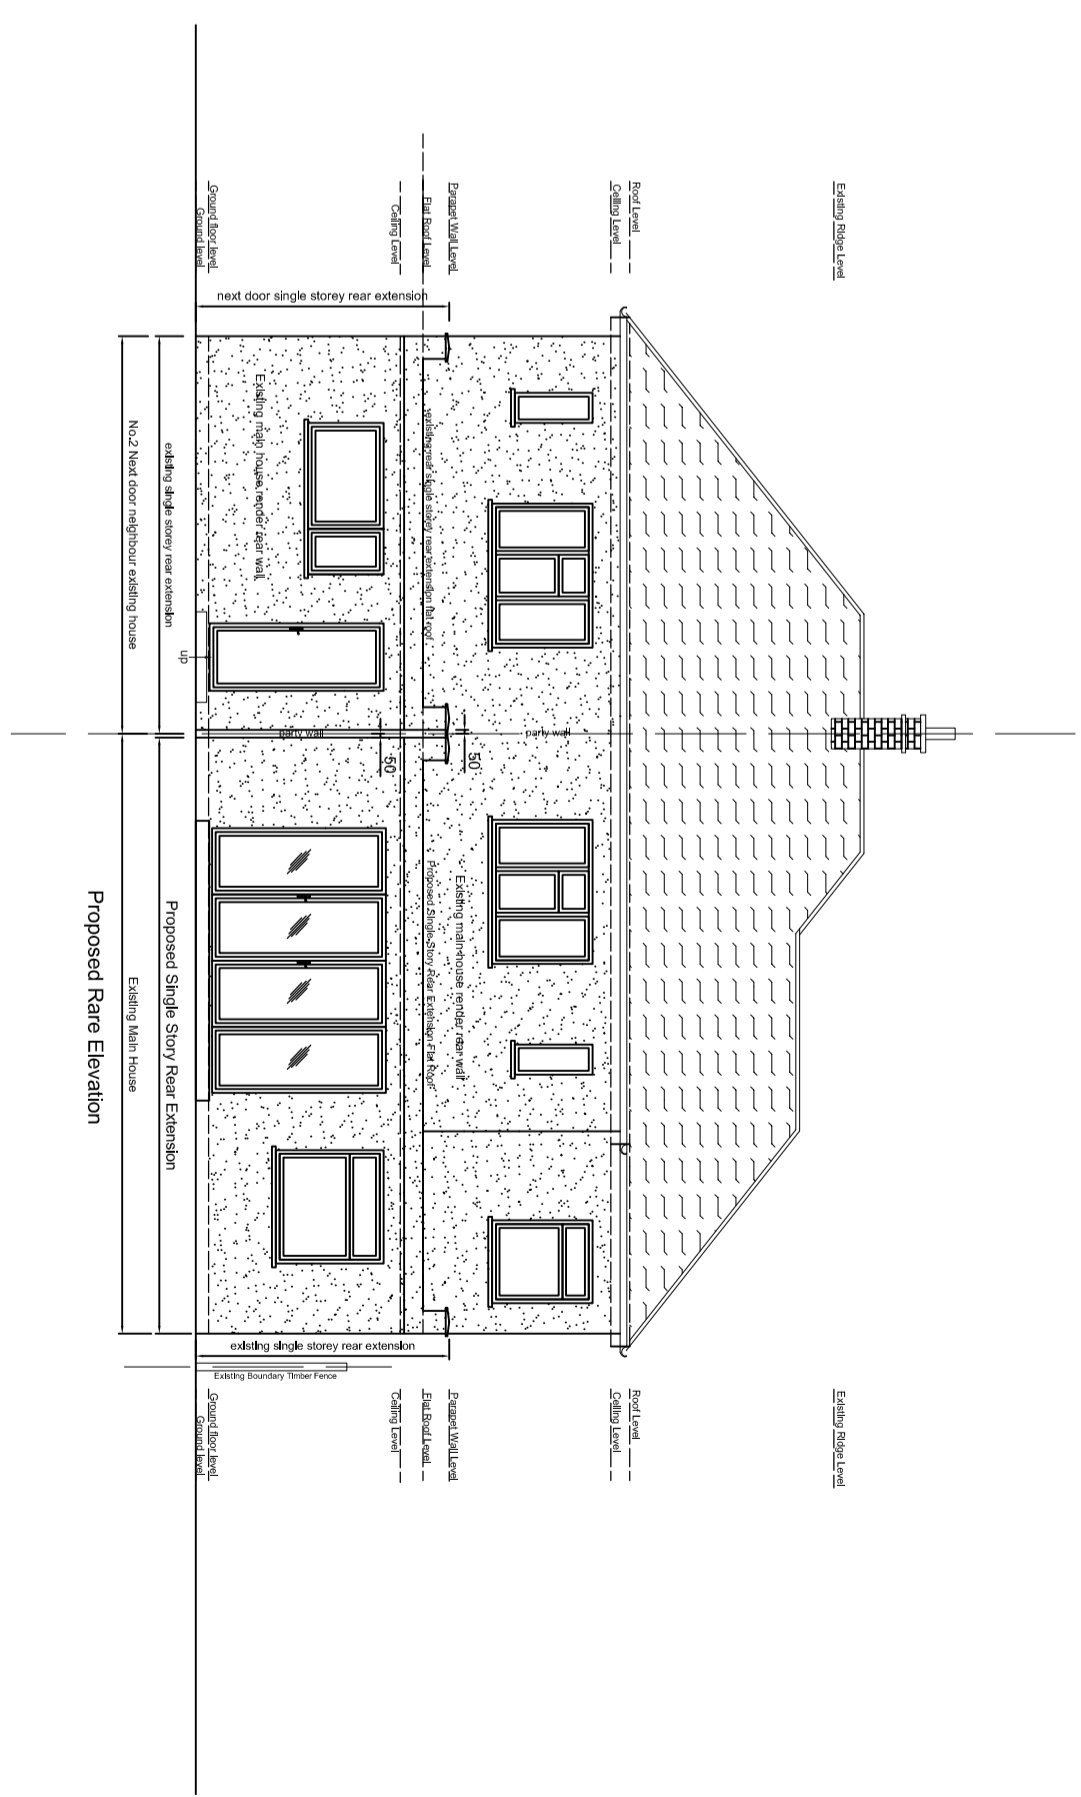 Existing Ridge Level
Roof Level
Ceiling Level
Parapet Wall Level
Flat Roof Level
Ceiling Level
Ground floor level
Ground level
next door single storey rear extension
existing rear single storey rear extension flat roof
Existing main house render rear wall
up
party wall
party wall
50
50
Existing main house render rear wall
Proposed Single Story Rear Extension Flat Roof
existing single storey rear extension
Existing Boundary Timber Fence
Existing Ridge Level
Roof Level
Ceiling Level
Parapet Wall Level
Flat Roof Level
Ceiling Level
Ground floor level
Ground level
existing single storey rear extension
Proposed Single Story Rear Extension
No.2 Next door neighbour existing house
Existing Main House
Proposed Rare Elevation